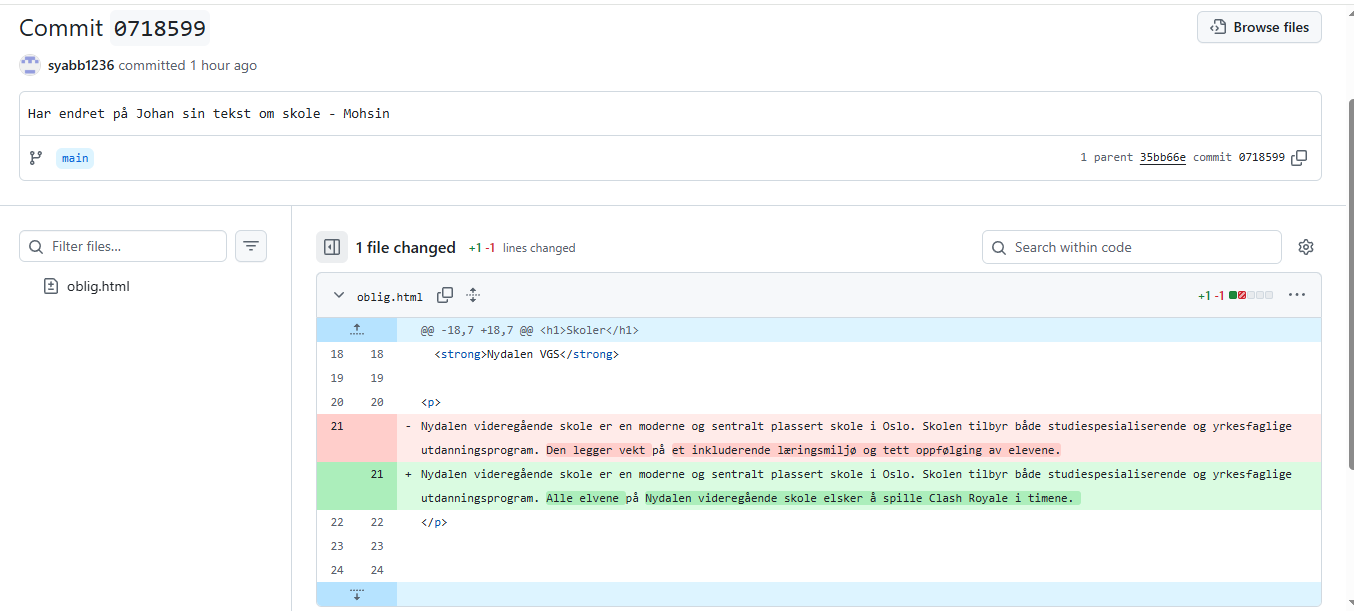 Commit 0718599
Browse files
syabb1236 committed 1 hour ago
Har endret på Johan sin tekst om skole - Mohsin
main
1 parent 35bb66e commit 0718599
Filter files...
1 file changed +1 -1 lines changed
Search within code
oblig.html
oblig.html
+1 -1
@@ -18,7 +18,7 @@ <h1>Skoler</h1>
18 18 <strong>Nydalen VGS</strong>
19 19
20 20 <p>
21 - Nydalen videregående skole er en moderne og sentralt plassert skole i Oslo. Skolen tilbyr både studiespesialiserende og yrkesfaglige
utdanningsprogram. Den legger vekt på et inkluderende læringsmiljø og tett oppfølging av elevene.
21 + Nydalen videregående skole er en moderne og sentralt plassert skole i Oslo. Skolen tilbyr både studiespesialiserende og yrkesfaglige
utdanningsprogram. Alle elvene på Nydalen videregående skole elsker å spille Clash Royale i timene.
22 22 </p>
23 23
24 24